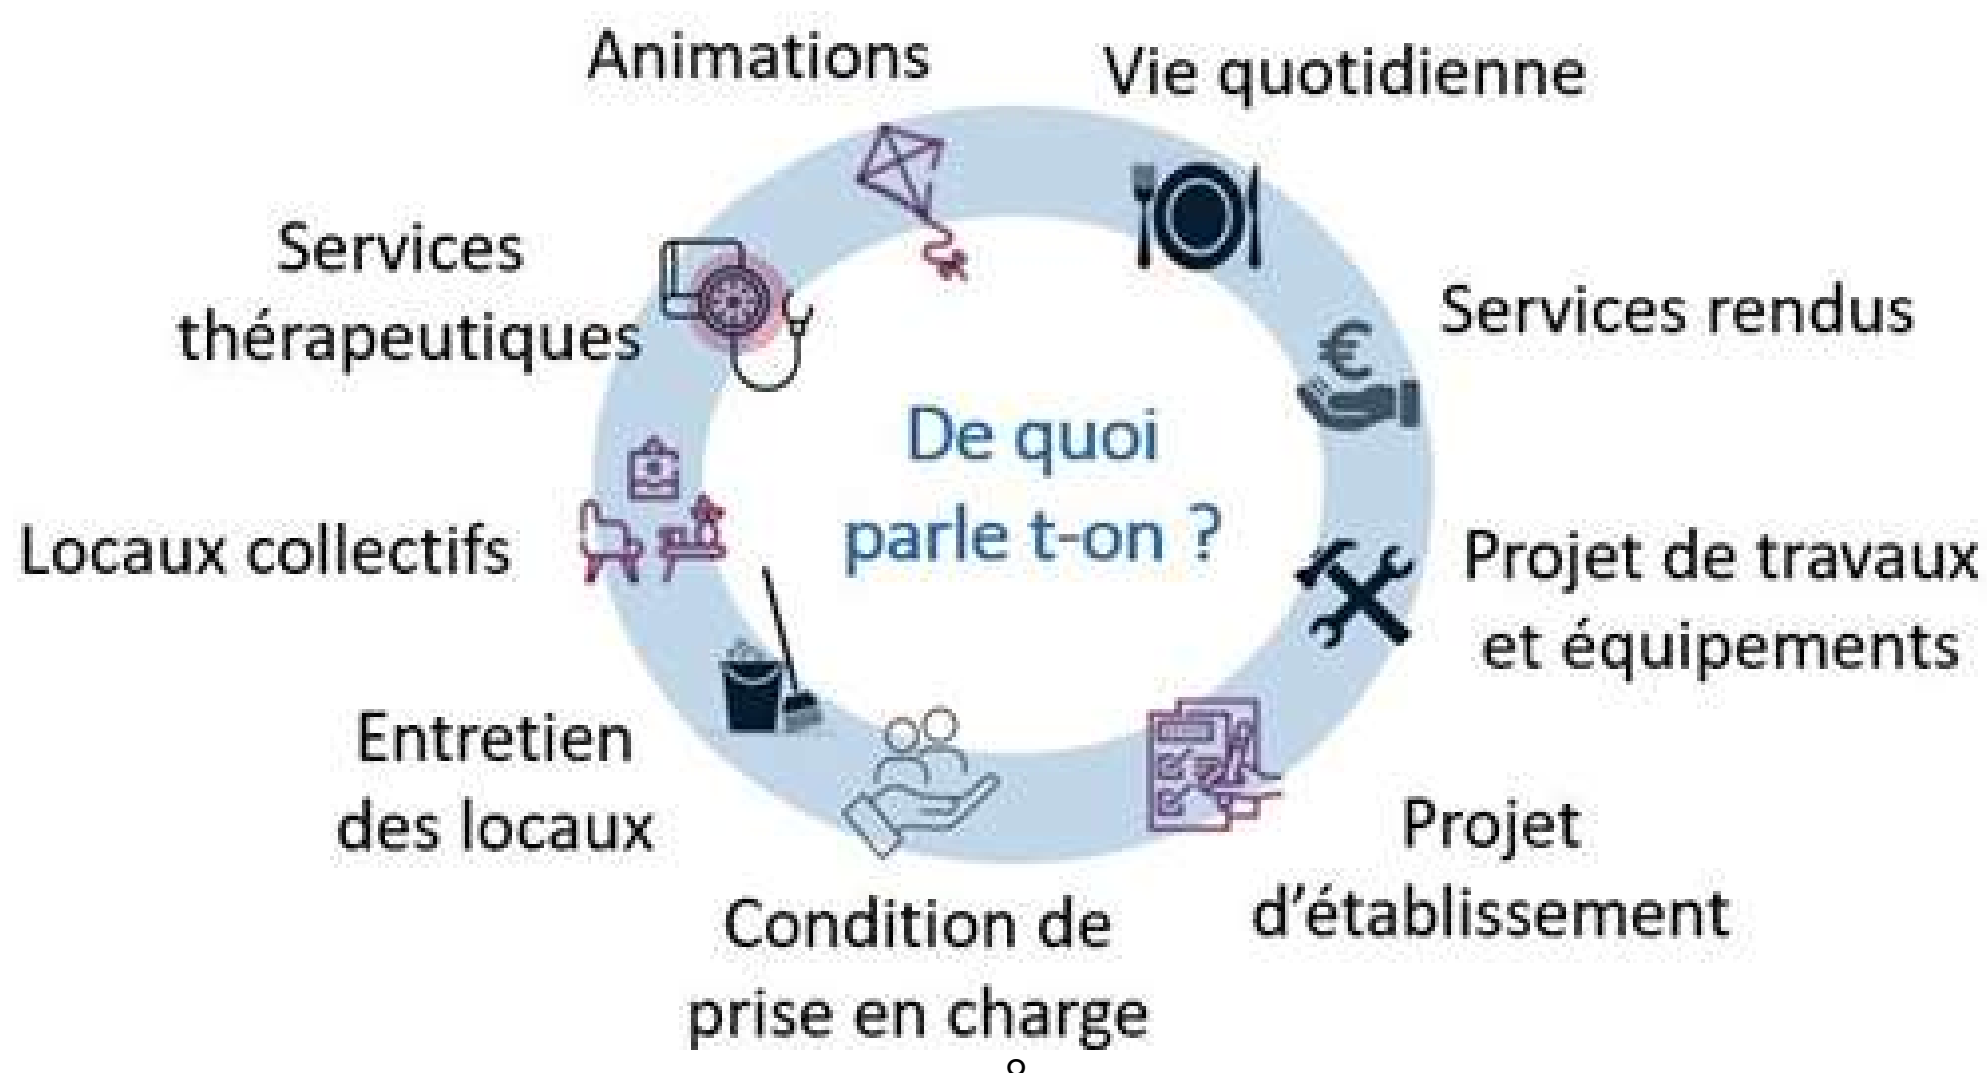 Animations
Vie quotidienne
Services
thérapeutiques
Services rendus
€
De quoi
parle t-on ?
Locaux collectifs
Projet de travaux
et équipements
Entretien
des locaux
Projet
d'établissement
Condition de
prise en charge